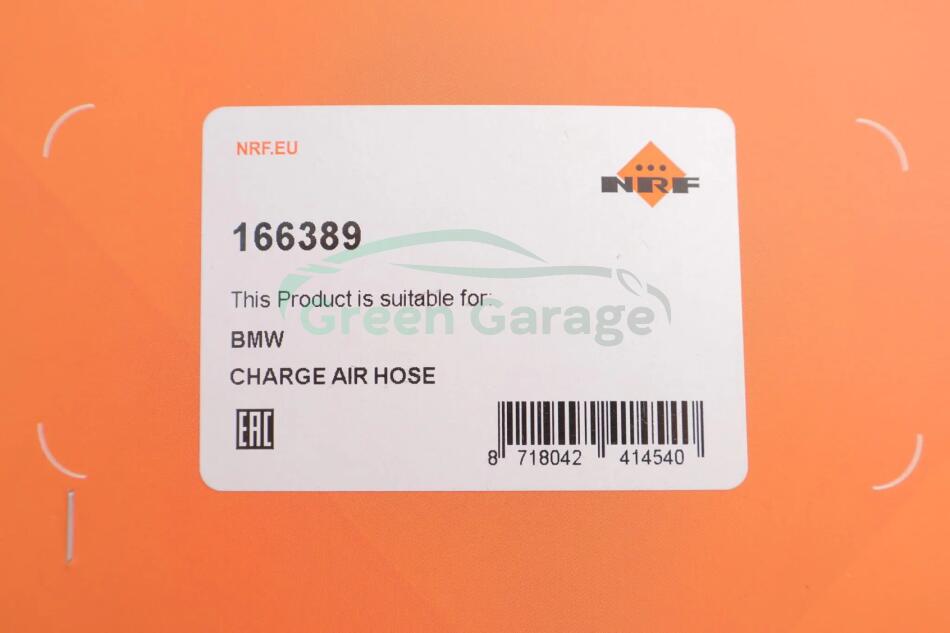 NRF.EU
NRF
166389
This Product is suitable for:
Green Garage
BMW
CHARGE AIR HOSE
EAC
8 718042 414540